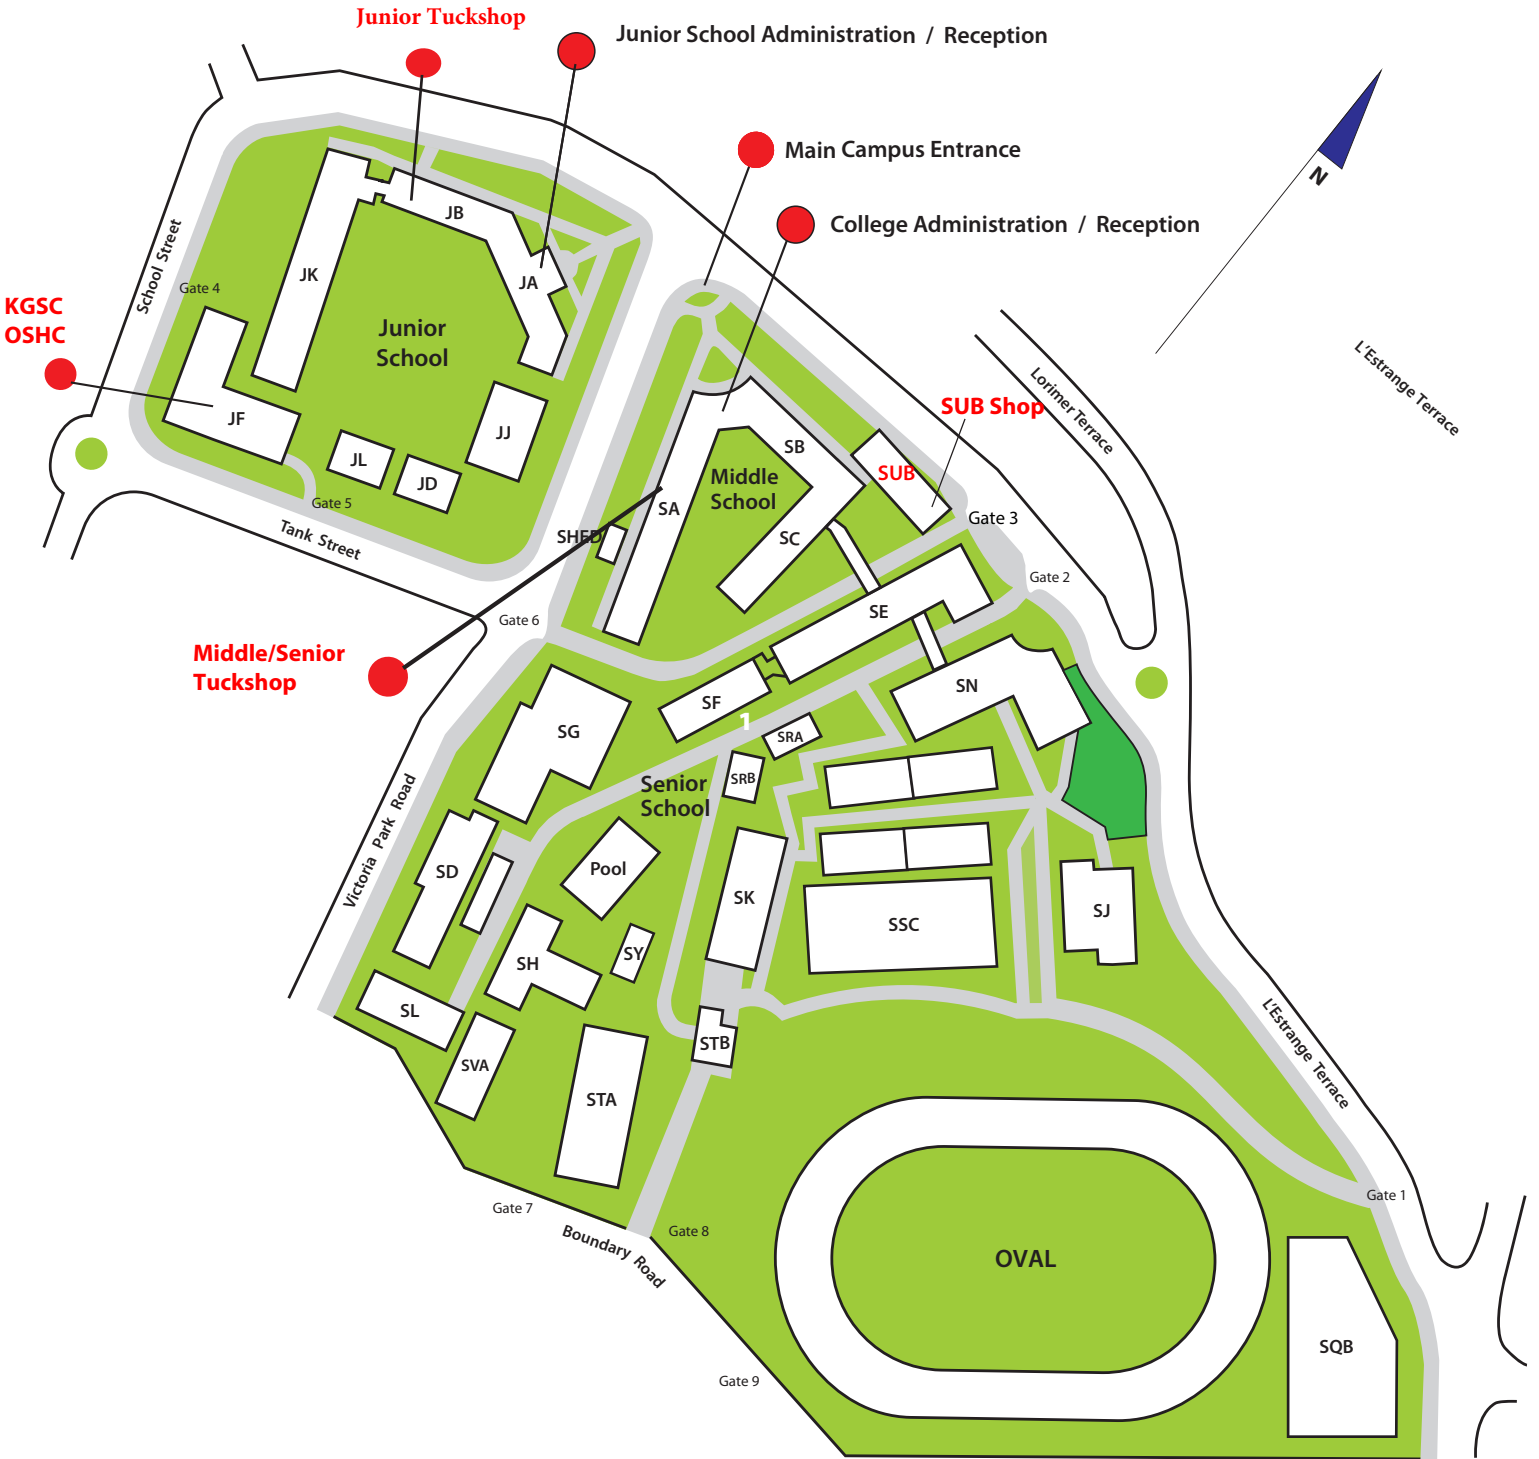 Junior Tuckshop
Junior School Administration / Reception
Main Campus Entrance
College Administration / Reception
N
School Street
Gate 4
JK
JB
JA
KGSC
OSHC
Junior
School
JF
JL
JD
JJ
Gate 5
Tank Street
Lorimer Terrace
L'Estrange Terrace
SUB Shop
SUB
SB
Middle
School
SA
SC
SHED
Gate 3
Gate 2
Gate 6
SE
Middle/Senior
Tuckshop
SF
1
SN
SG
SRA
SRB
Senior
School
Victoria Park Road
SD
Pool
SK
SSC
SJ
SH
SY
SL
STB
SVA
STA
L'Estrange Terrace
Gate 1
Gate 7
Gate 8
Boundary Road
OVAL
SQB
Gate 9